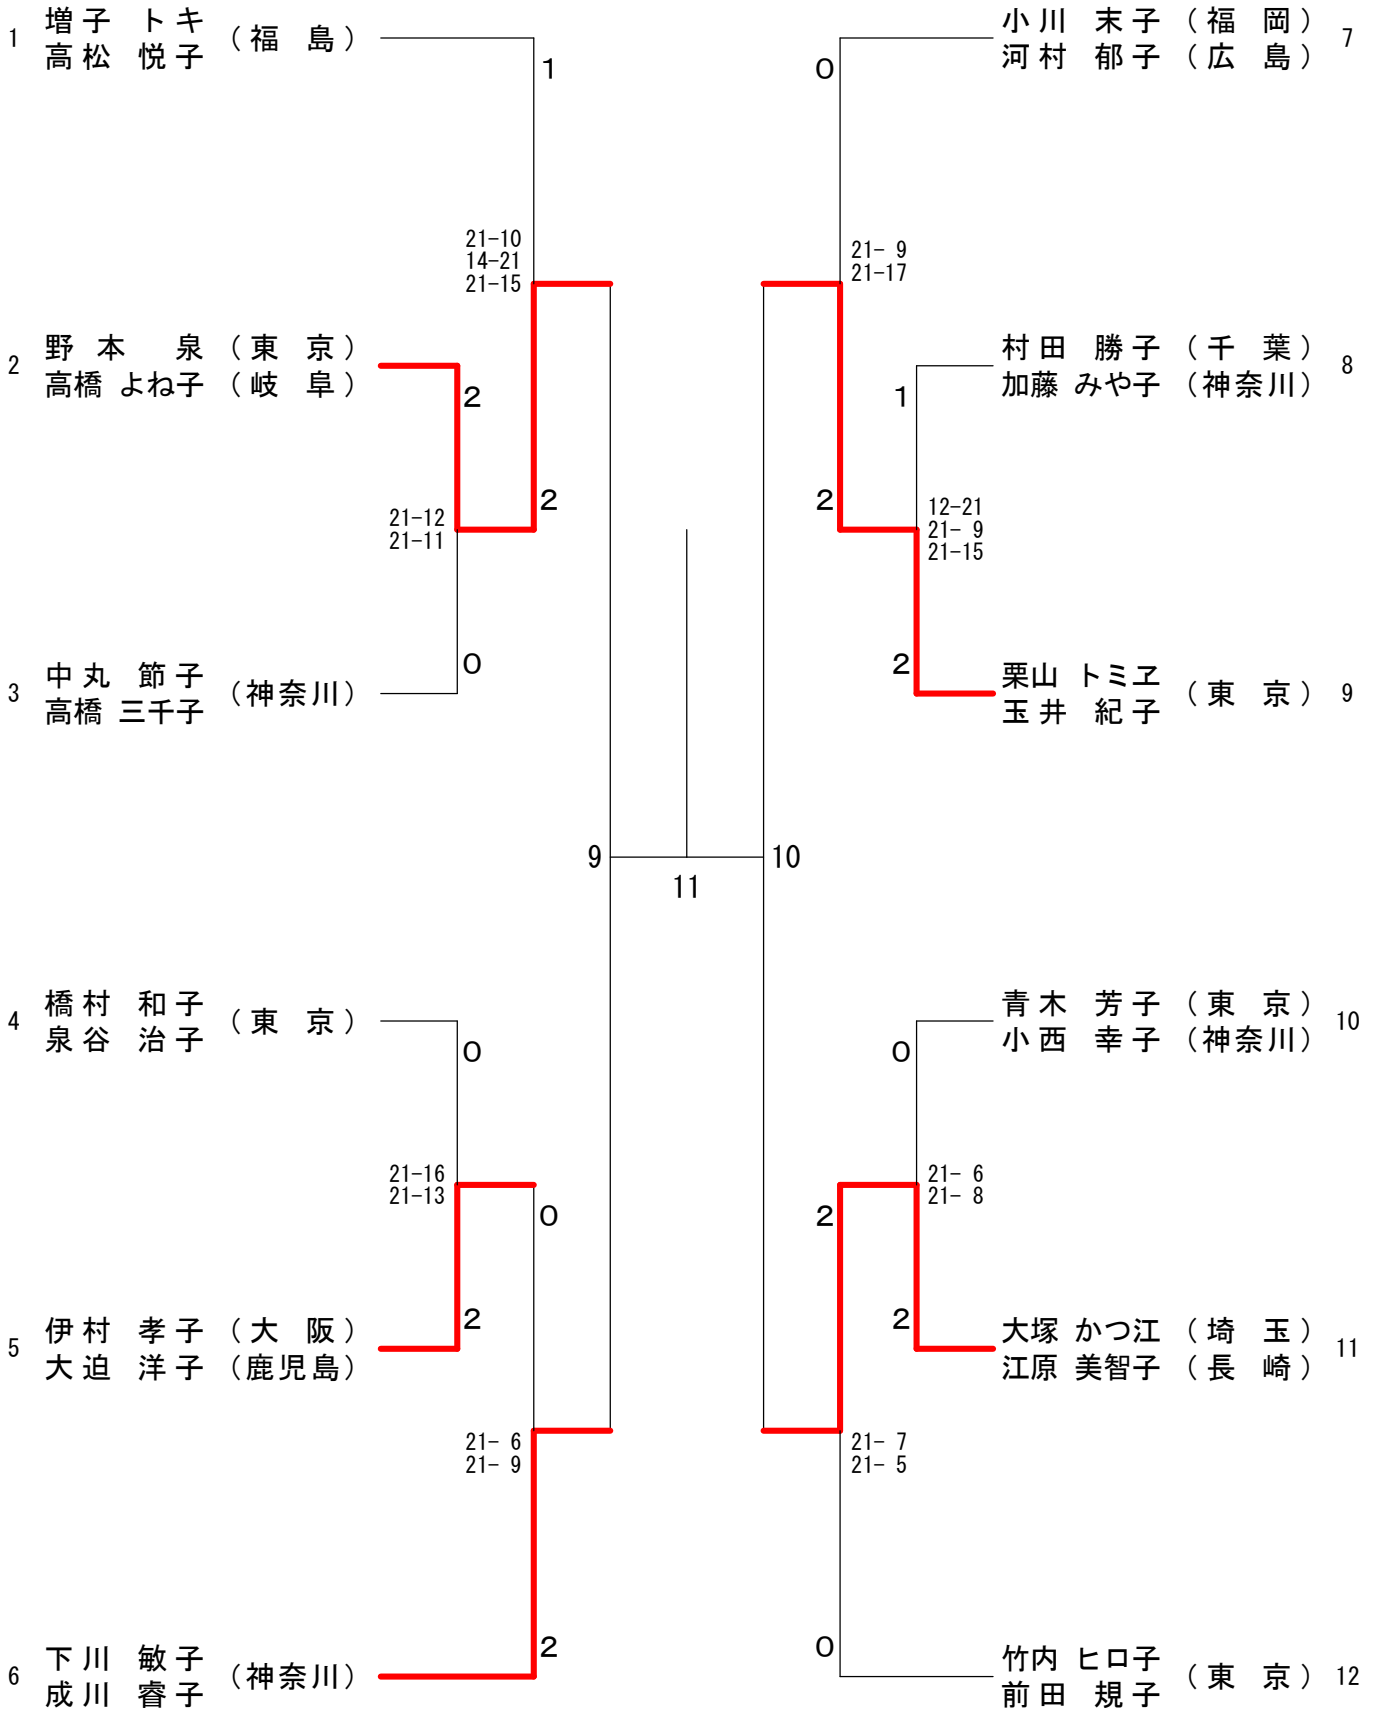 1 増子 トキ (福 島)
高松 悦子
1
21-10
14-21
21-15
2 野本 泉 (東 京)
高橋 よね子 (岐 阜)
2
2
21-12
21-11
0
3 中丸 節子 (神奈川)
高橋 三千子
4 橋村 和子 (東 京)
泉谷 治子
0
21-16
21-13
0
2
5 伊村 孝子 (大 阪)
大迫 洋子 (鹿児島)
21- 6
21- 9
2
6 下川 敏子 (神奈川)
成川 睿子
9
11
10
小川 末子 (福 岡) 7
河村 郁子 (広 島)
0
21- 9
21-17
村田 勝子 (千 葉) 8
加藤 みや子 (神奈川)
1
2
12-21
21- 9
21-15
2
栗山 トミヱ (東 京) 9
玉井 紀子
青木 芳子 (東 京) 10
小西 幸子 (神奈川)
0
21- 6
21- 8
2
2
大塚 かつ江 (埼 玉) 11
江原 美智子 (長 崎)
21- 7
21- 5
0
竹内 ヒロ子 (東 京) 12
前田 規子